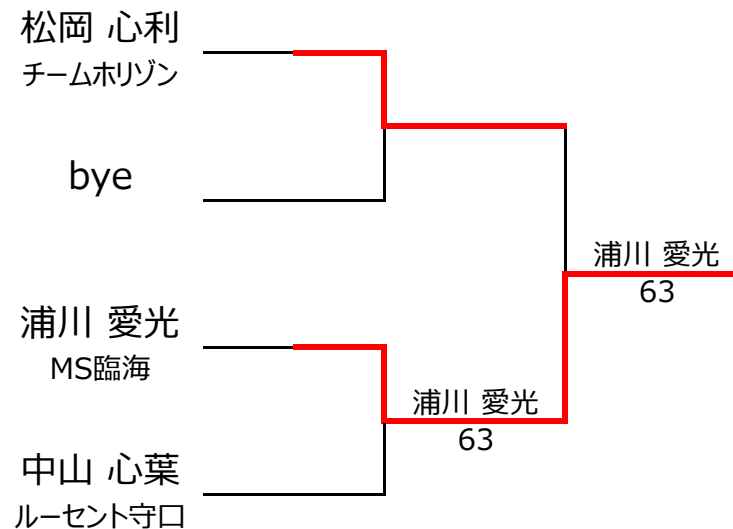 松岡 心利
チームホリゾン
bye
浦川 愛光
63
浦川 愛光
MS臨海
浦川 愛光
63
中山 心葉
ルーセント守口